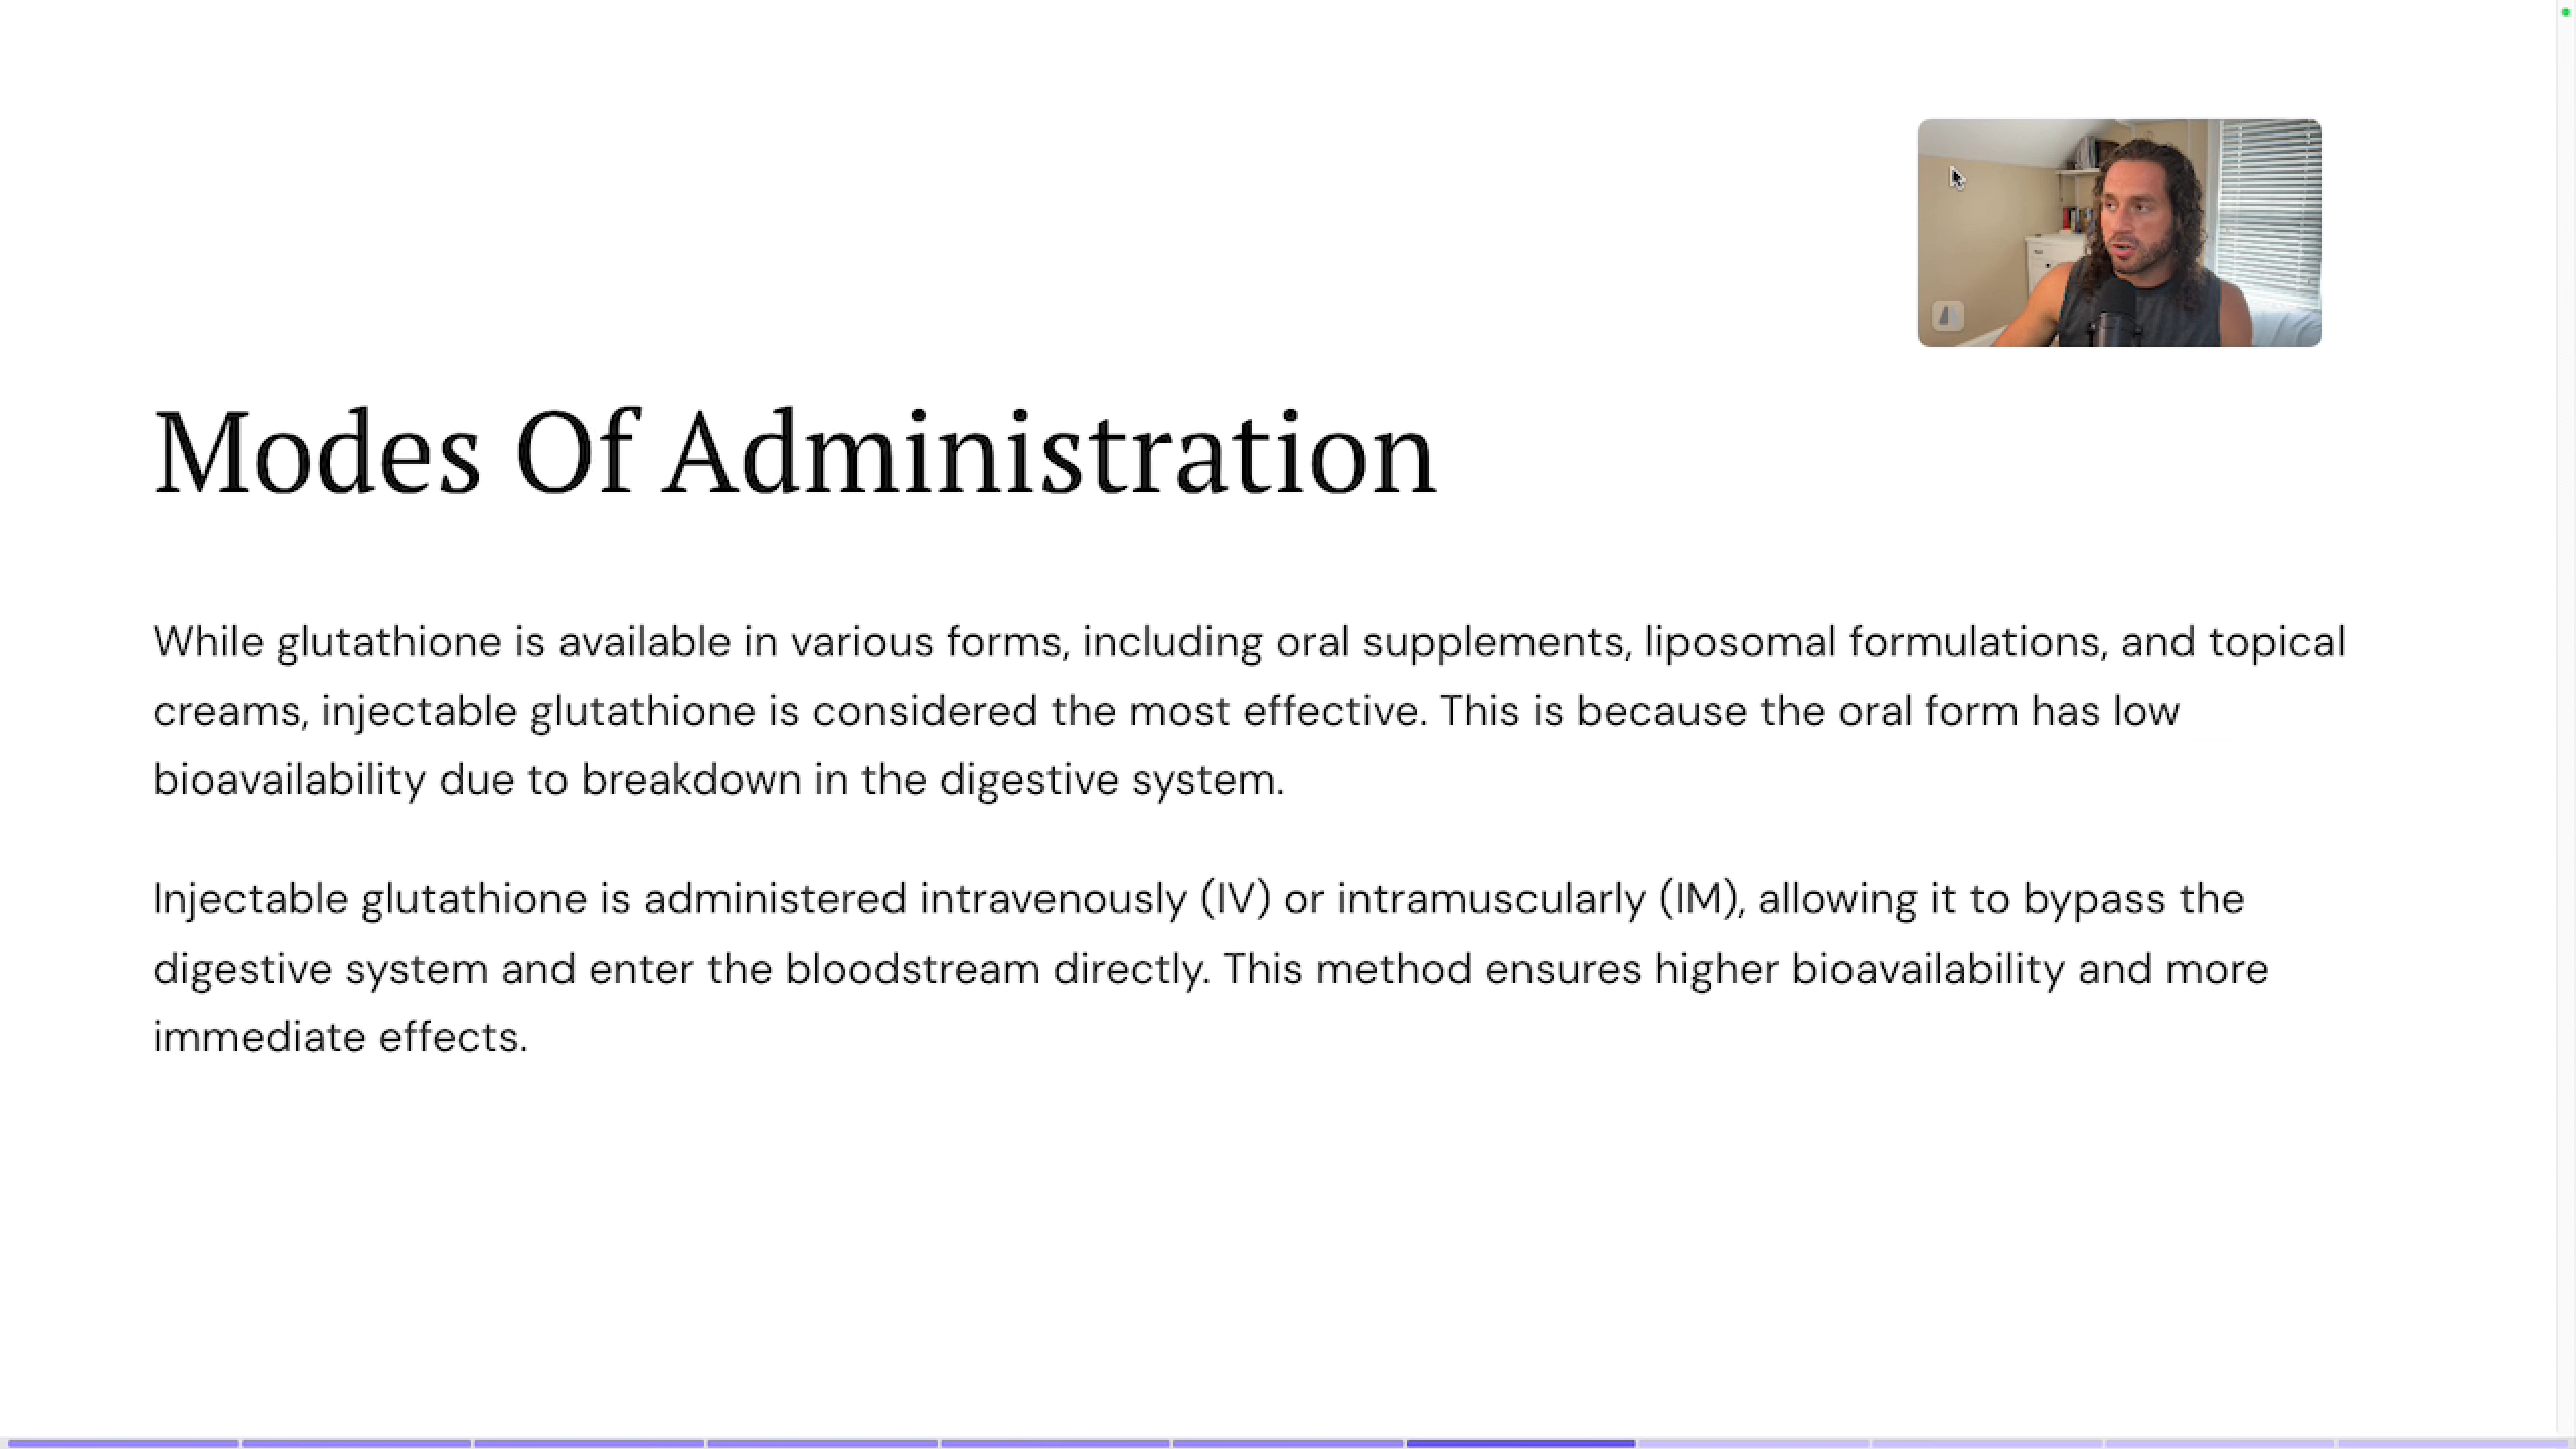 Modes Of Administration
While glutathione is available in various forms, including oral supplements, liposomal formulations, and topical
creams, injectable glutathione is considered the most effective. This is because the oral form has low
bioavailability due to breakdown in the digestive system.
Injectable glutathione is administered intravenously (IV) or intramuscularly (IM), allowing it to bypass the
digestive system and enter the bloodstream directly. This method ensures higher bioavailability and more
immediate effects.